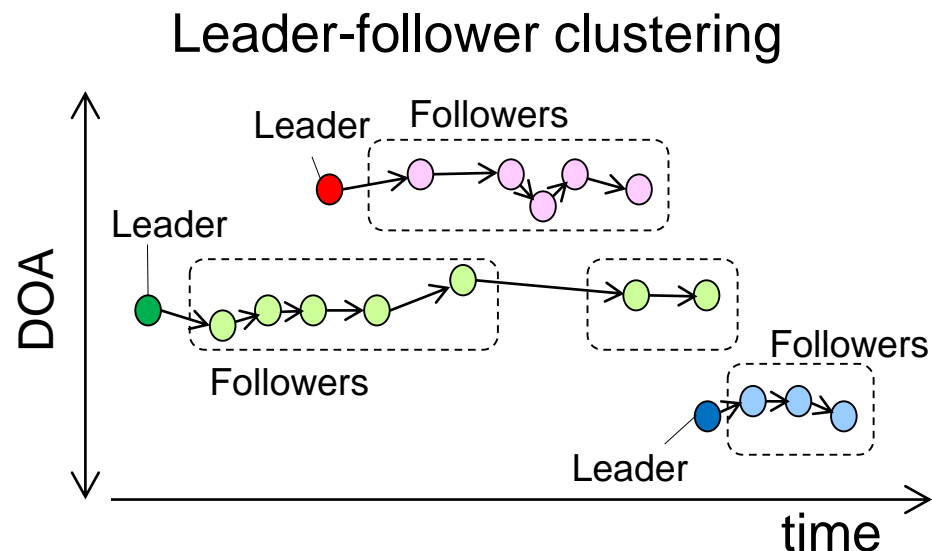 Leader-follower clustering
Followers
Leader
Leader
DOA
Followers
Followers
Leader
time